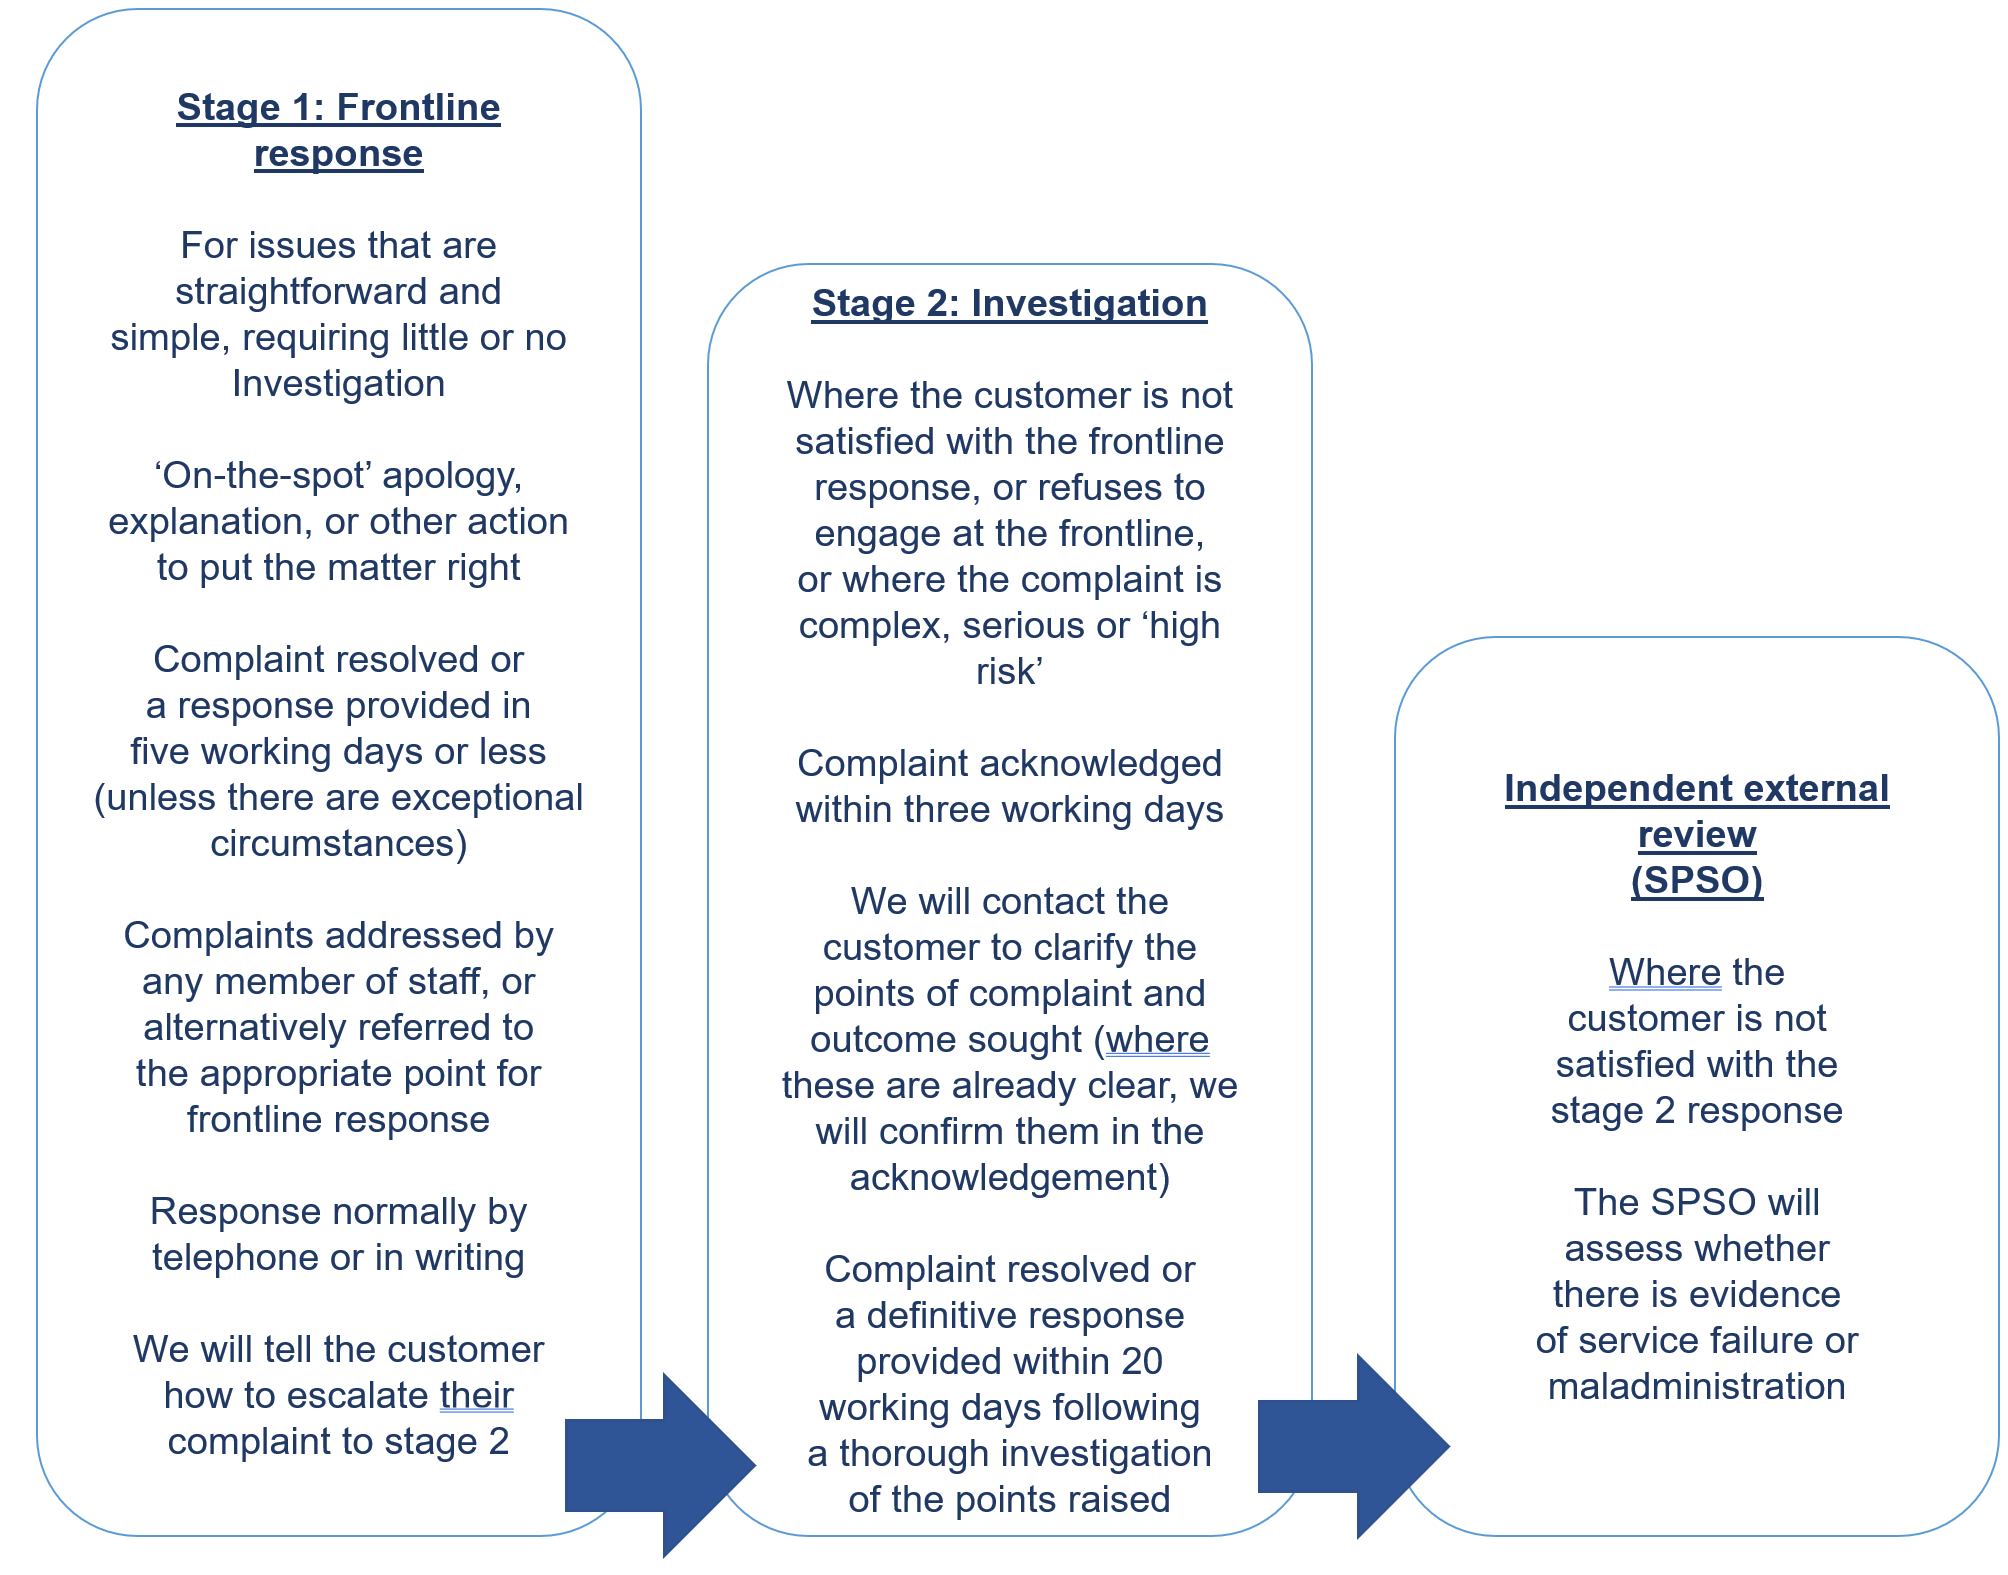 Stage 1: Frontline
response
For issues that are
straightforward and
simple, requiring little or no
Investigation
‘On-the-spot’ apology,
explanation, or other action
to put the matter right
Complaint resolved or
a response provided in
five working days or less
(unless there are exceptional
circumstances)
Complaints addressed by
any member of staff, or
alternatively referred to
the appropriate point for
frontline response
Response normally by
telephone or in writing
We will tell the customer
how to escalate their
complaint to stage 2
Stage 2: Investigation
Where the customer is not
satisfied with the frontline
response, or refuses to
engage at the frontline,
or where the complaint is
complex, serious or ‘high
risk’
Complaint acknowledged
within three working days
We will contact the
customer to clarify the
points of complaint and
outcome sought (where
these are already clear, we
will confirm them in the
acknowledgement)
Complaint resolved or
a definitive response
provided within 20
working days following
a thorough investigation
of the points raised
Independent external
review
(SPSO)
Where the
customer is not
satisfied with the
stage 2 response
The SPSO will
assess whether
there is evidence
of service failure or
maladministration